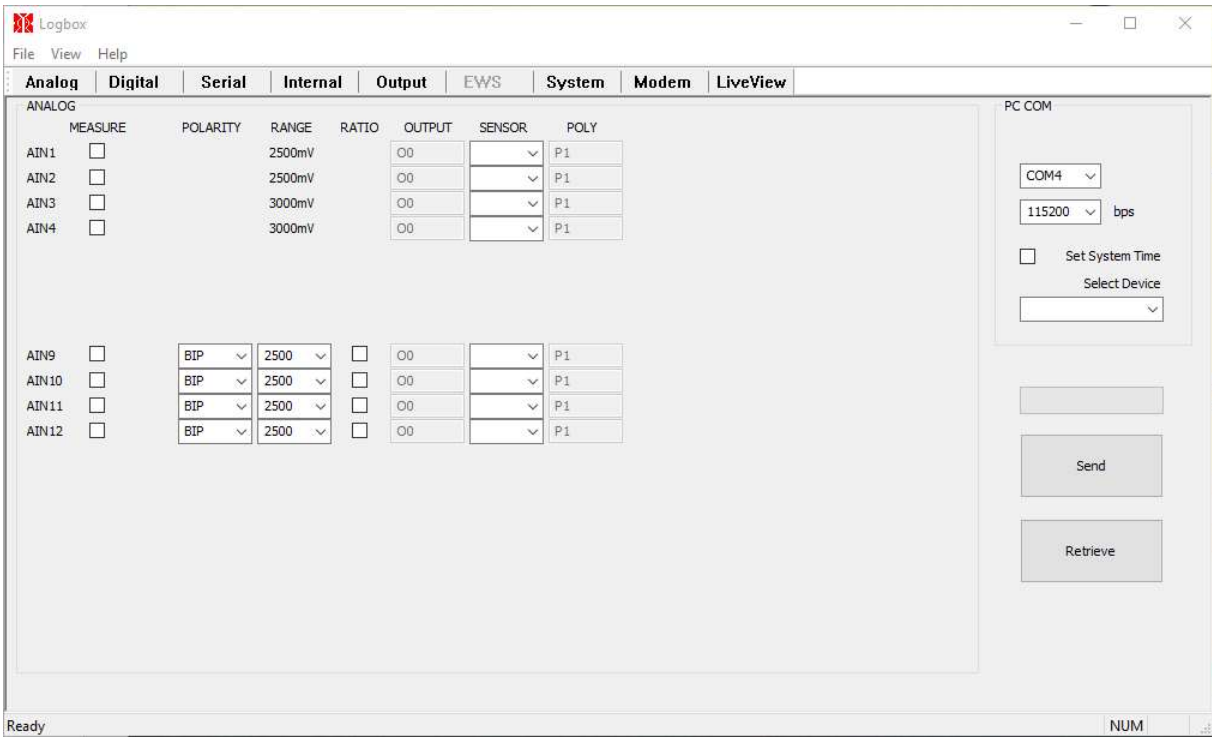 Logbox
File View Help
Analog Digital Serial Internal Output EWS System Modem LiveView
ANALOG
MEASURE POLARITY RANGE RATIO OUTPUT SENSOR POLY
AIN1 2500mV O0 P1
AIN2 2500mV O0 P1
AIN3 3000mV O0 P1
AIN4 3000mV O0 P1
AIN9 BIP 2500 O0 P1
AIN10 BIP 2500 O0 P1
AIN11 BIP 2500 O0 P1
AIN12 BIP 2500 O0 P1
PC COM
COM4
115200 bps
Set System Time
Select Device
Send
Retrieve
Ready NUM